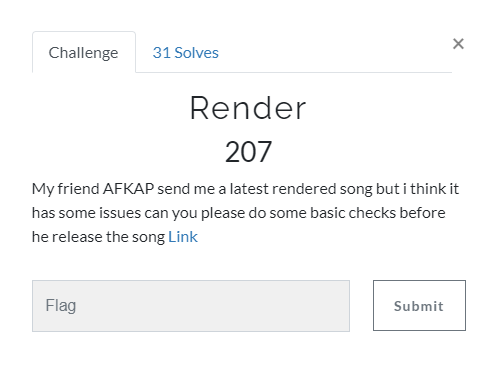 Challenge
31 Solves
×
Render
207
My friend AFKAP send me a latest rendered song but i think it
has some issues can you please do some basic checks before
he release the song Link
Flag
Submit